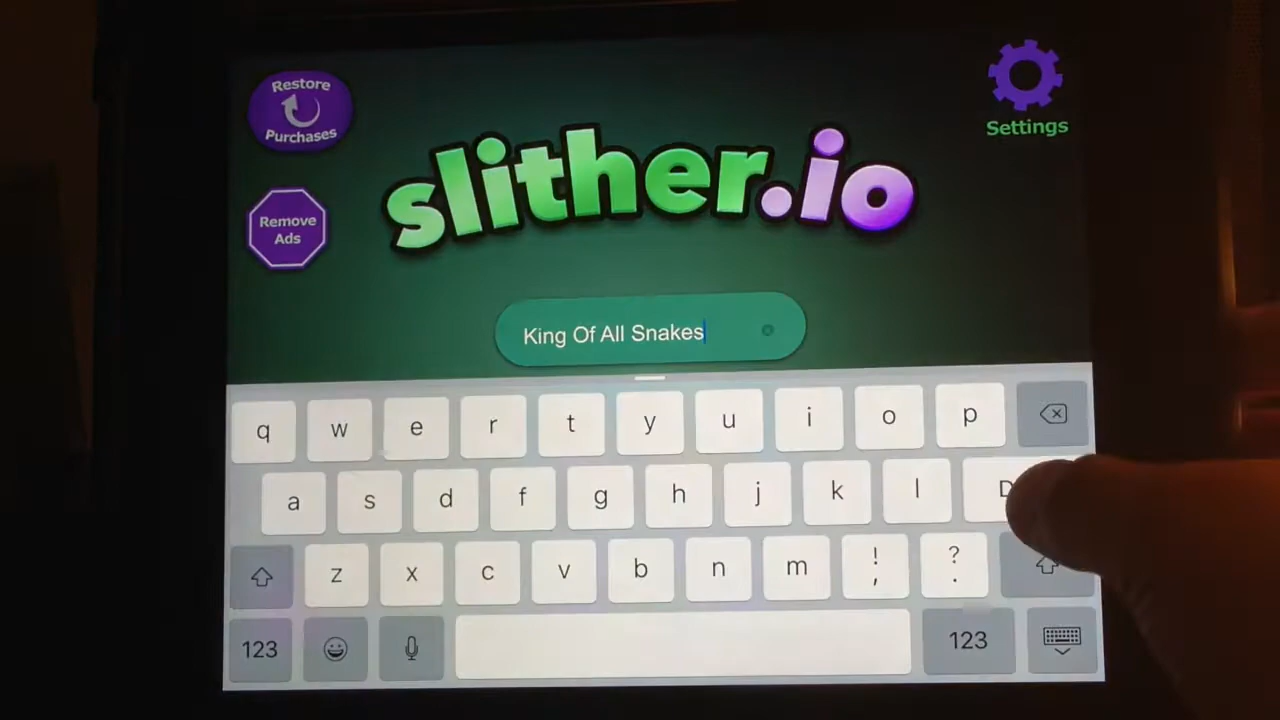 Restore
Purchases
Settings
slither.io
Remove
Ads
King Of All Snakes
q w e r t y u i o p
a s d f g h j k l D
z x c v b n m ! , ? .
123 123